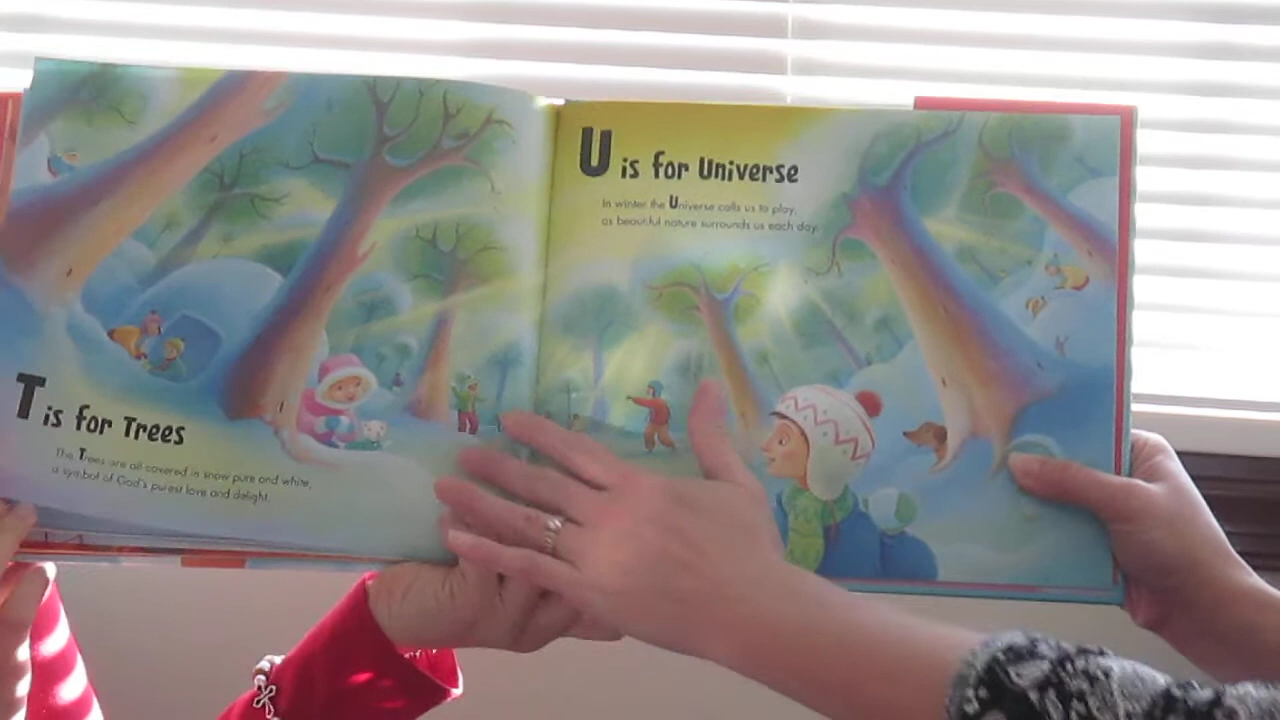 T is for Trees
The Trees are all covered in snow pure and white,
a symbol of God's purest love and delight.
U is for Universe
In winter the Universe calls us to play,
as beautiful nature surrounds us each day.